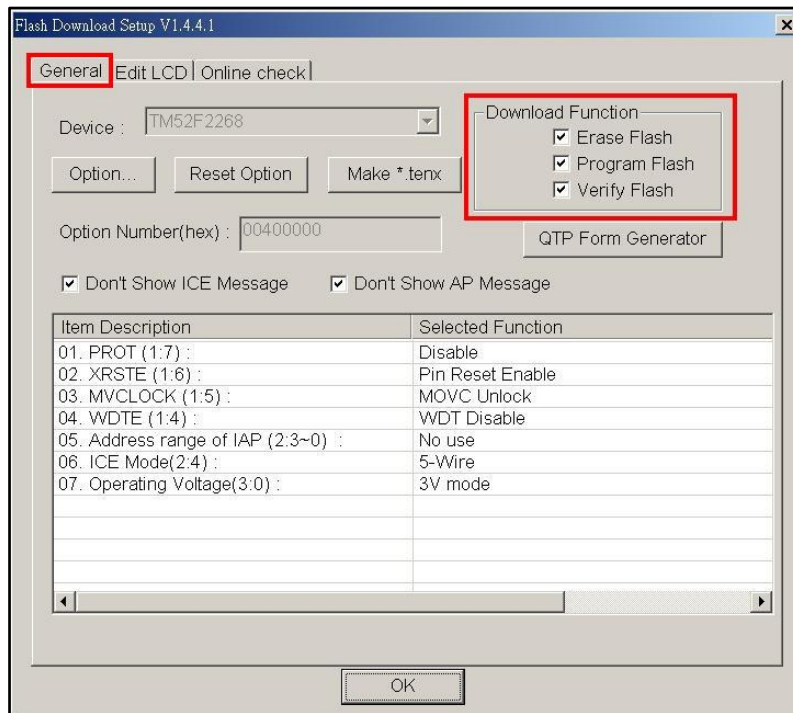 Flash Download Setup V1.4.4.1
General Edit LCD Online check
Device : TM52F2268
Download Function
Erase Flash
Program Flash
Verify Flash
Option... Reset Option Make *.tenx
Option Number(hex) : 00400000
QTP Form Generator
Don't Show ICE Message Don't Show AP Message
Item Description Selected Function
01. PROT (1:7) : Disable
02. XRSTE (1:6) : Pin Reset Enable
03. MVCLOCK (1:5) : MOVC Unlock
04. WDTE (1:4) : WDT Disable
05. Address range of IAP (2:3~0) : No use
06. ICE Mode(2:4) : 5-Wire
07. Operating Voltage(3:0) : 3V mode
OK